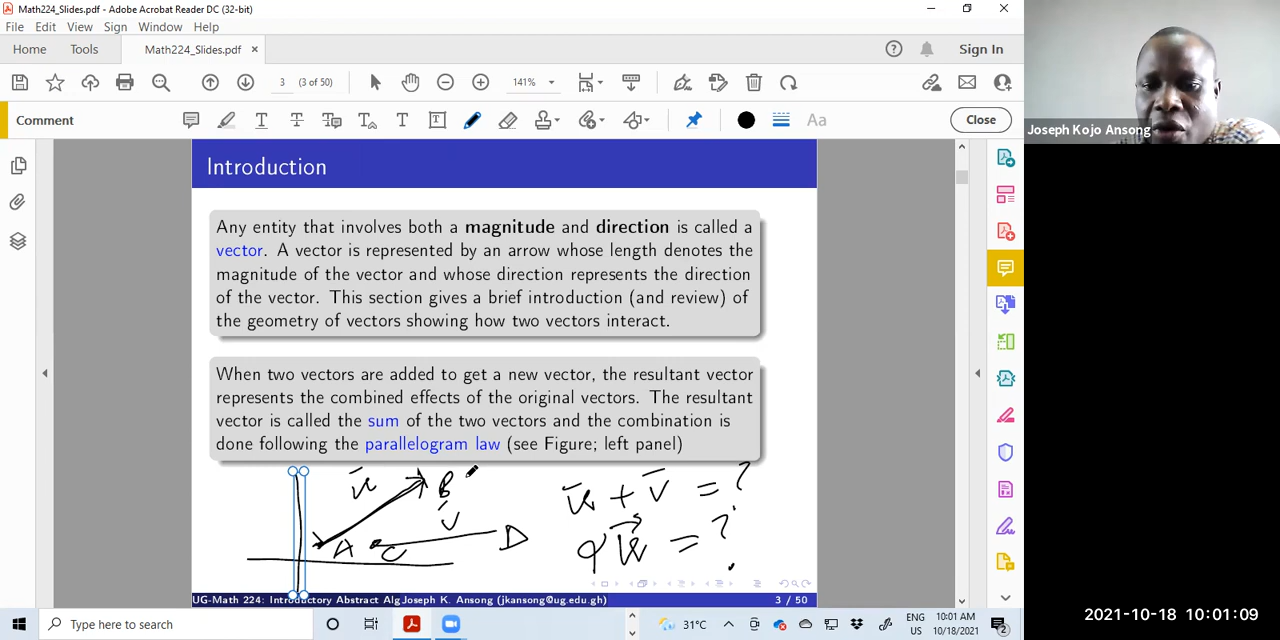 Math224_Slides.pdf - Adobe Acrobat Reader DC (32-bit)
File Edit View Sign Window Help
Home Tools Math224_Slides.pdf × Sign In
3 (3 of 50) 141%
Comment Aa Close
Joseph Kojo Ansong
Introduction
Any entity that involves both a magnitude and direction is called a
vector. A vector is represented by an arrow whose length denotes the
magnitude of the vector and whose direction represents the direction
of the vector. This section gives a brief introduction (and review) of
the geometry of vectors showing how two vectors interact.
When two vectors are added to get a new vector, the resultant vector
represents the combined effects of the original vectors. The resultant
vector is called the sum of the two vectors and the combination is
done following the parallelogram law (see Figure; left panel)
u B
v
A C D
u + v = ?
= ?
UG-Math 224: Introductory Abstract Alg Joseph K. Ansong (jkansong@ug.edu.gh) 3 / 50
Type here to search
31°C
ENG
US
10:01 AM
10/18/2021
2
2021-10-18 10:01:09